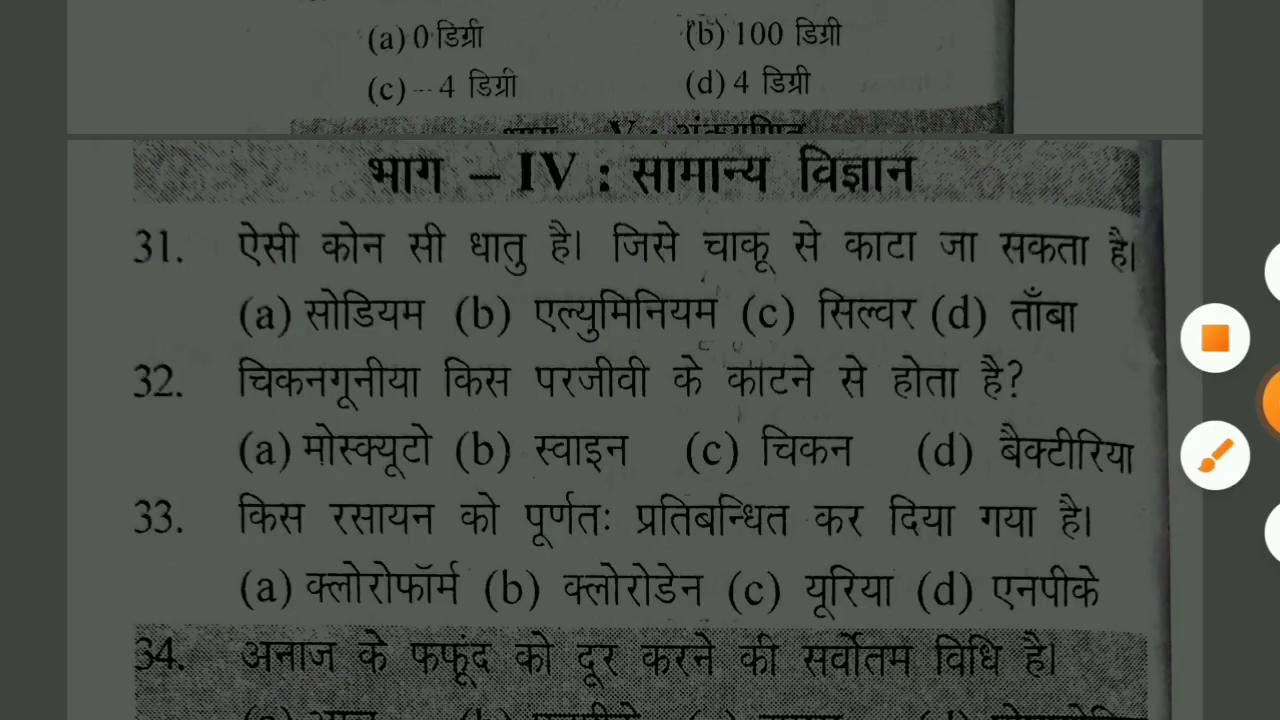 (a) 0 डिग्री (b) 100 डिग्री
(c) -- 4 डिग्री (d) 4 डिग्री
भाग – IV : सामान्य विज्ञान
31. ऐसी कोन सी धातु है। जिसे चाकू से काटा जा सकता है।
(a) सोडियम (b) एल्युमिनियम (c) सिल्वर (d) ताँबा
32. चिकनगूनीया किस परजीवी के काटने से होता है?
(a) मोस्क्यूटो (b) स्वाइन (c) चिकन (d) बैक्टीरिया
33. किस रसायन को पूर्णतः प्रतिबन्धित कर दिया गया है।
(a) क्लोरोफॉर्म (b) क्लोरोडेन (c) यूरिया (d) एनपीके
34. अनाज के फफूंद को दूर करने की सर्वोतम विधि है।